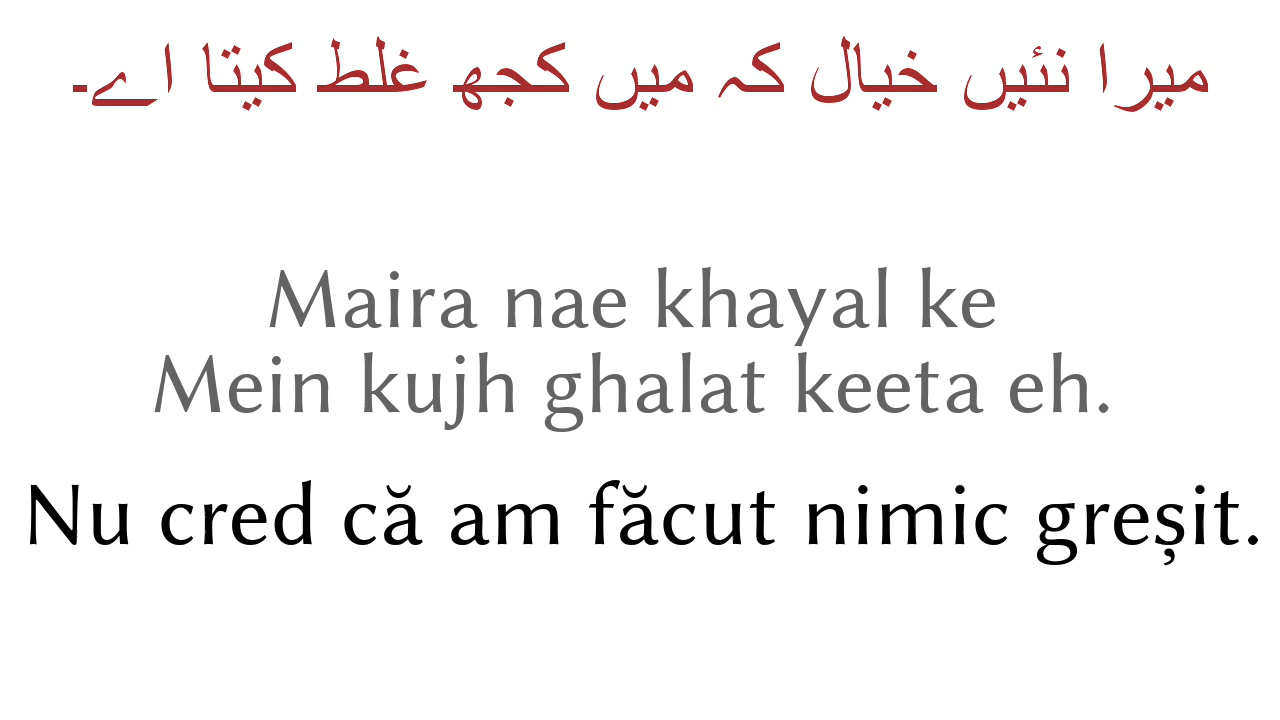 میرا نئیں خیال کہ میں کجھ غلط کیتا اے۔
Maira nae khayal ke
Mein kujh ghalat keeta eh.
Nu cred că am făcut nimic greșit.